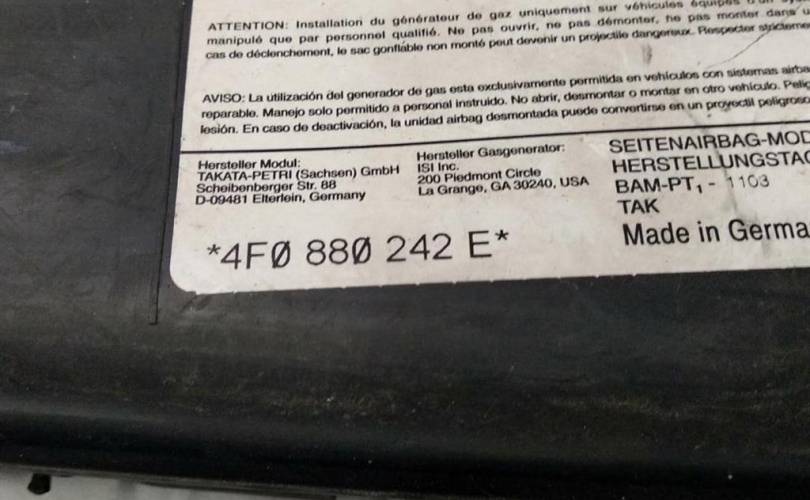 ATTENTION: Installation du générateur de gaz uniquement sur véhicules équipés d'un
manipulé que par personnel qualifié. Ne pas ouvrir, ne pas démonter, ne pas monter dans
cas de déclenchement, le sac gonflable non monté peut devenir un projectile dangereux. Respecter
AVISO: La utilización del generador de gas esta exclusivamente permitida en vehículos con sistemas
reparable. Manejo solo permitido a personal instruido. No abrir, desmontar o montar en otro vehículo.
lesión. En caso de deactivación, la unidad airbag desmontada puede convertirse en un proyectil peligroso
Hersteller Modul:
TAKATA-PETRI (Sachsen) GmbH
Scheibenberger Str. 88
D-09481 Elterlein, Germany
Hersteller Gasgenerator:
ISI Inc.
200 Piedmont Circle
La Grange, GA 30240, USA
SEITENAIRBAG-MOD
HERSTELLUNGSTAG
BAM-PT₁ - 1103
TAK
Made in Germa
*4F0 880 242 E*